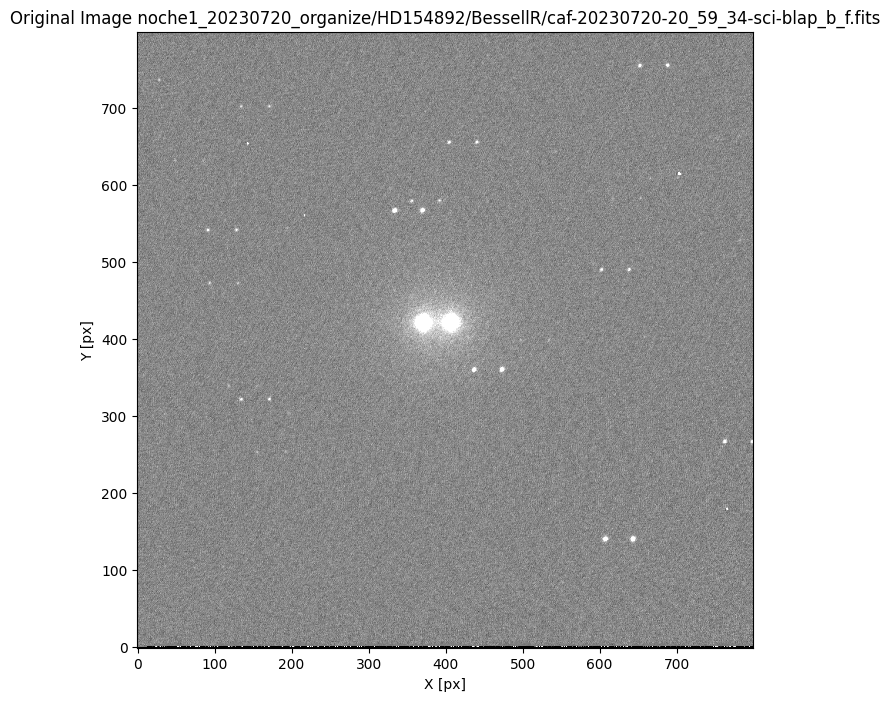 Original Image noche1_20230720_organize/HD154892/BessellR/caf-20230720-20_59_34-sci-blap_b_f.fits
Y [px]
700
600
500
400
300
200
100
0
0 100 200 300 400 500 600 700
X [px]